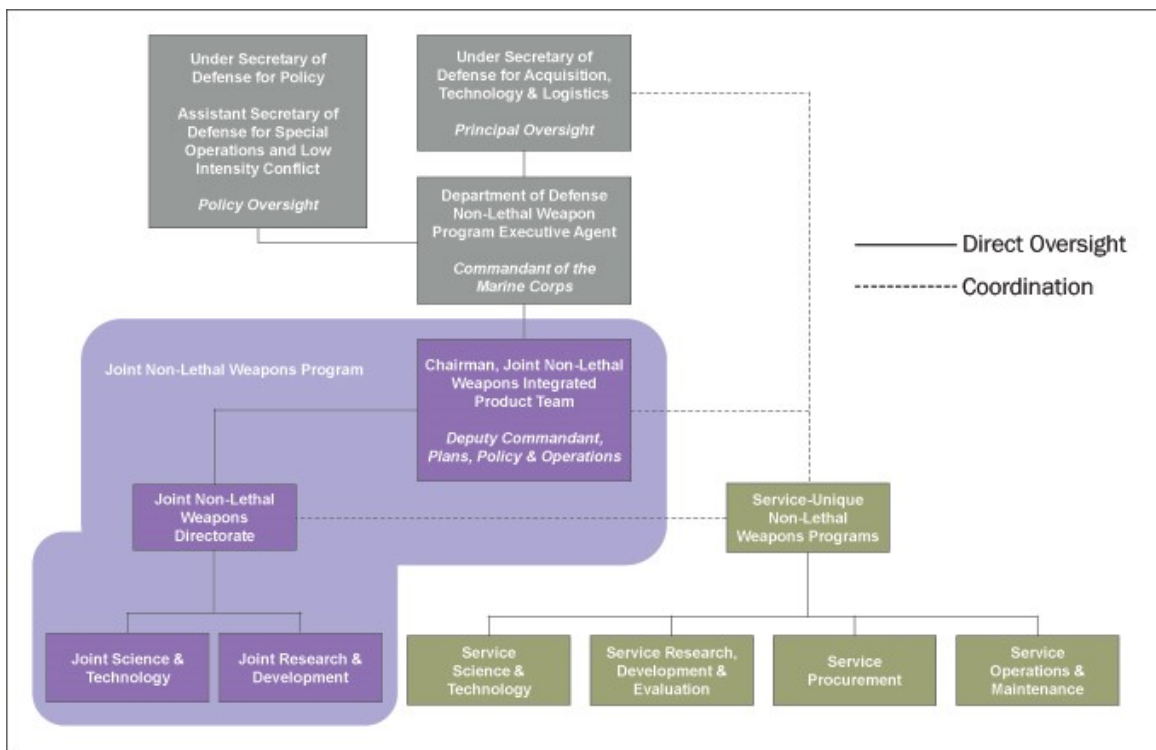 Under Secretary of
Defense for Policy
Assistant Secretary of
Defense for Special
Operations and Low
Intensity Conflict
Policy Oversight
Under Secretary of
Defense for Acquisition,
Technology & Logistics
Principal Oversight
Department of Defense
Non-Lethal Weapon
Program Executive Agent
Commandant of the
Marine Corps
Direct Oversight
Coordination
Joint Non-Lethal Weapons Program
Chairman, Joint Non-Lethal
Weapons Integrated
Product Team
Deputy Commandant,
Plans, Policy & Operations
Joint Non-Lethal
Weapons
Directorate
Service-Unique
Non-Lethal
Weapons Programs
Joint Science &
Technology
Joint Research &
Development
Service
Science &
Technology
Service Research,
Development &
Evaluation
Service
Procurement
Service
Operations &
Maintenance